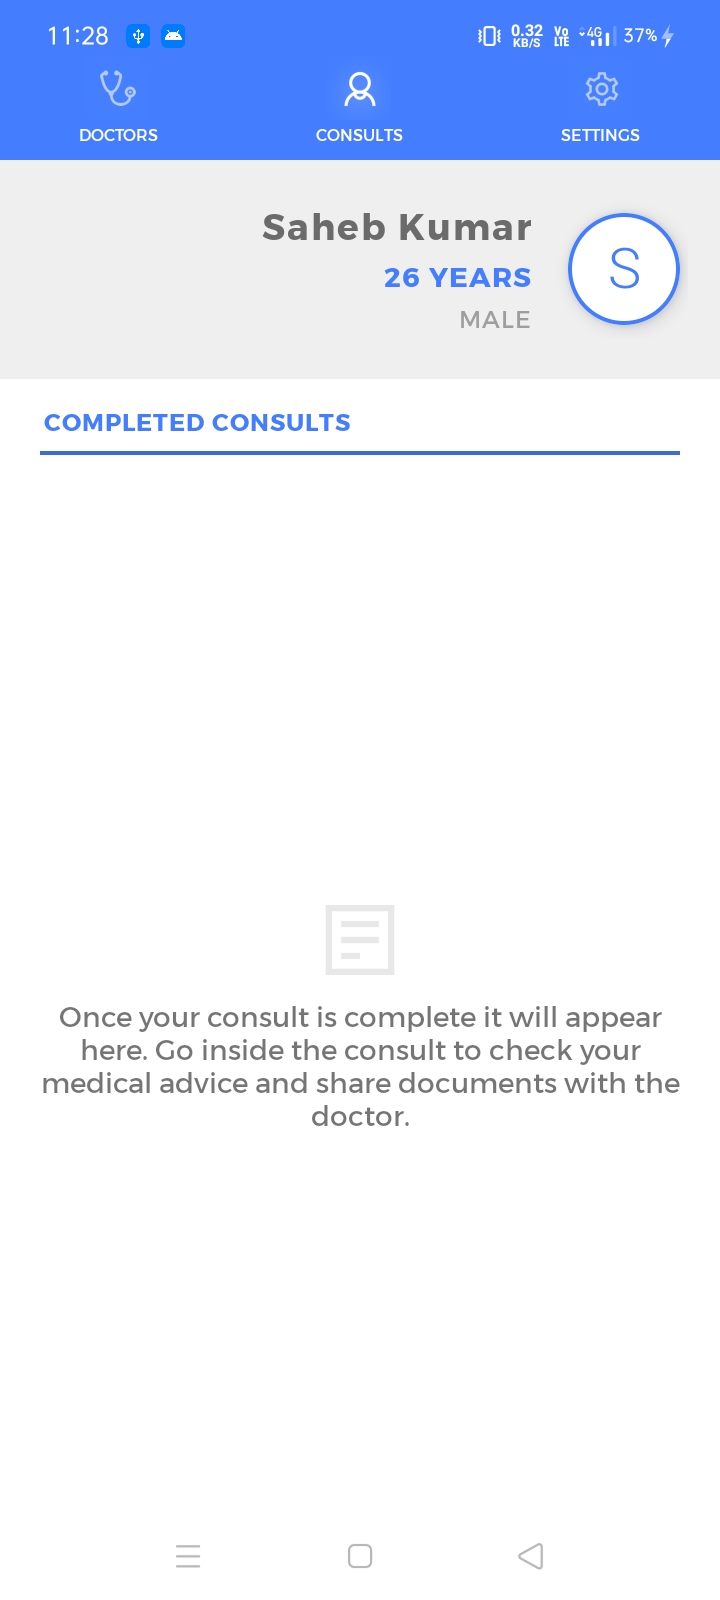 11:28
0.32 KB/S
Vo LTE
4G
37%
DOCTORS
CONSULTS
SETTINGS
Saheb Kumar
26 YEARS
MALE
S
COMPLETED CONSULTS
Once your consult is complete it will appear
here. Go inside the consult to check your
medical advice and share documents with the
doctor.